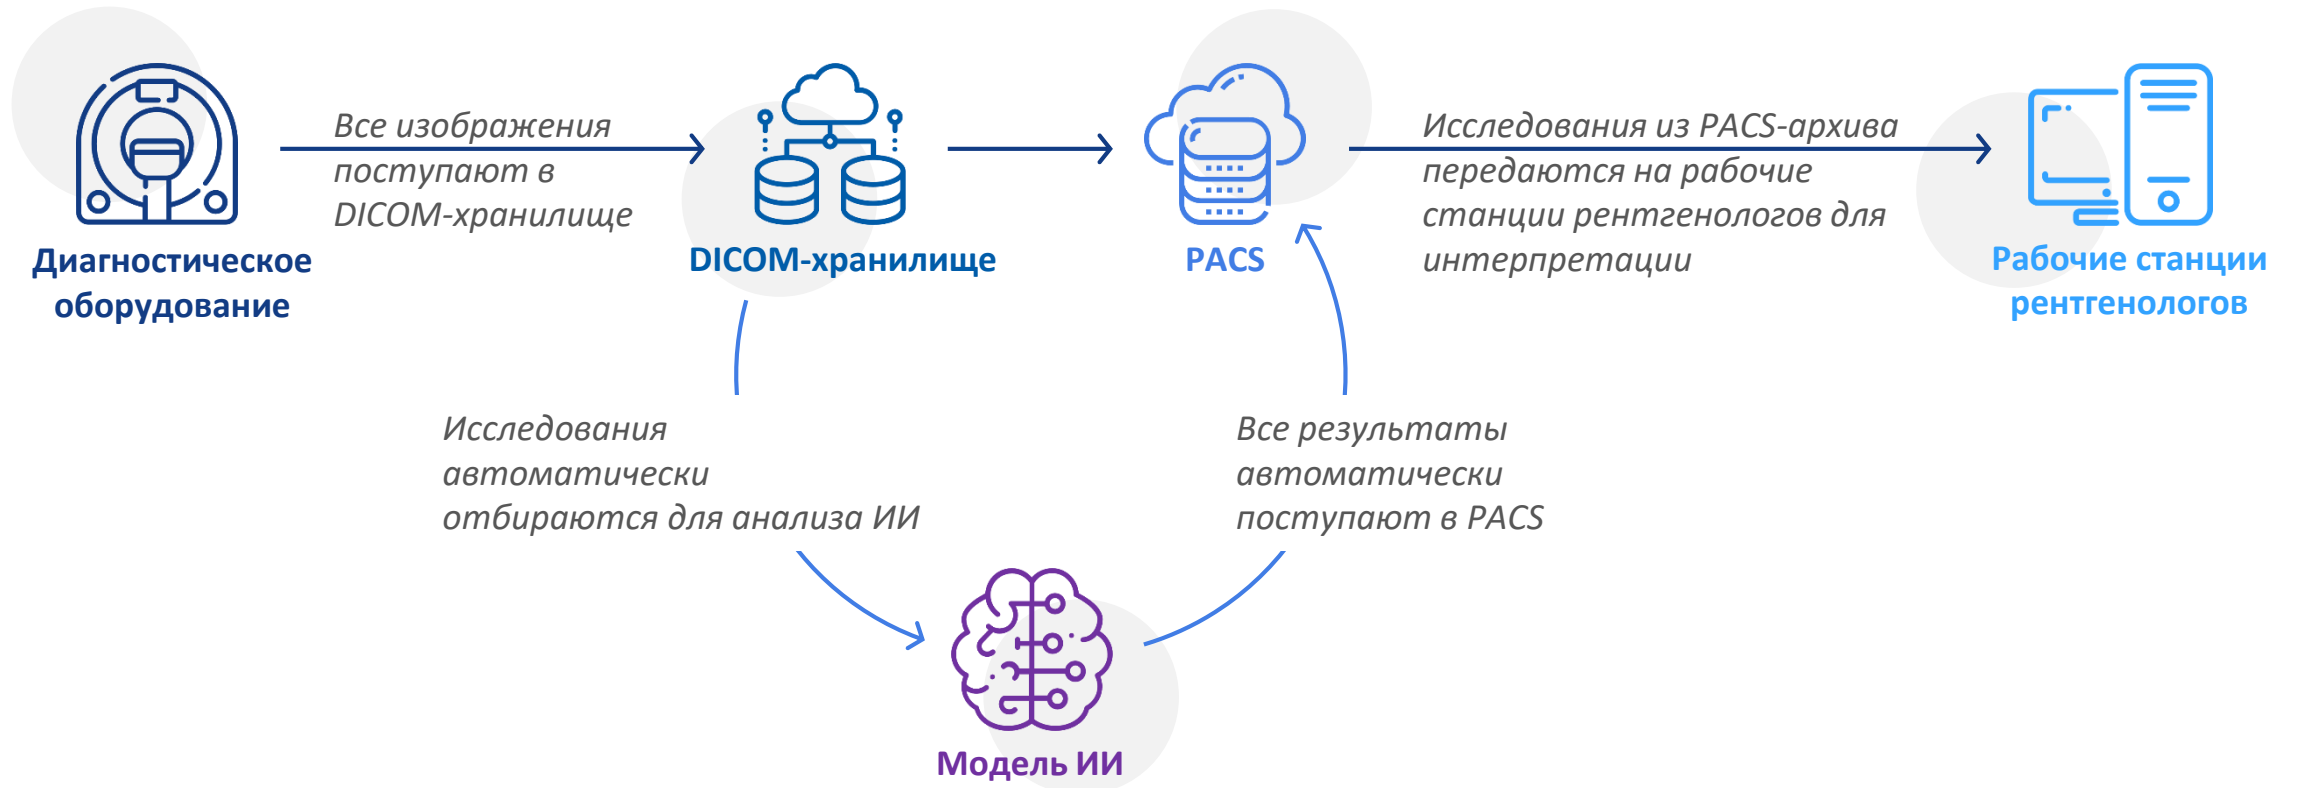 Все изображения
поступают в
DICOM-хранилище
Исследования из PACS-архива
передаются на рабочие
станции рентгенологов для
интерпретации
Диагностическое
оборудование
DICOM-хранилище
PACS
Рабочие станции
рентгенологов
Исследования
автоматически
отбираются для анализа ИИ
Все результаты
автоматически
поступают в PACS
Модель ИИ